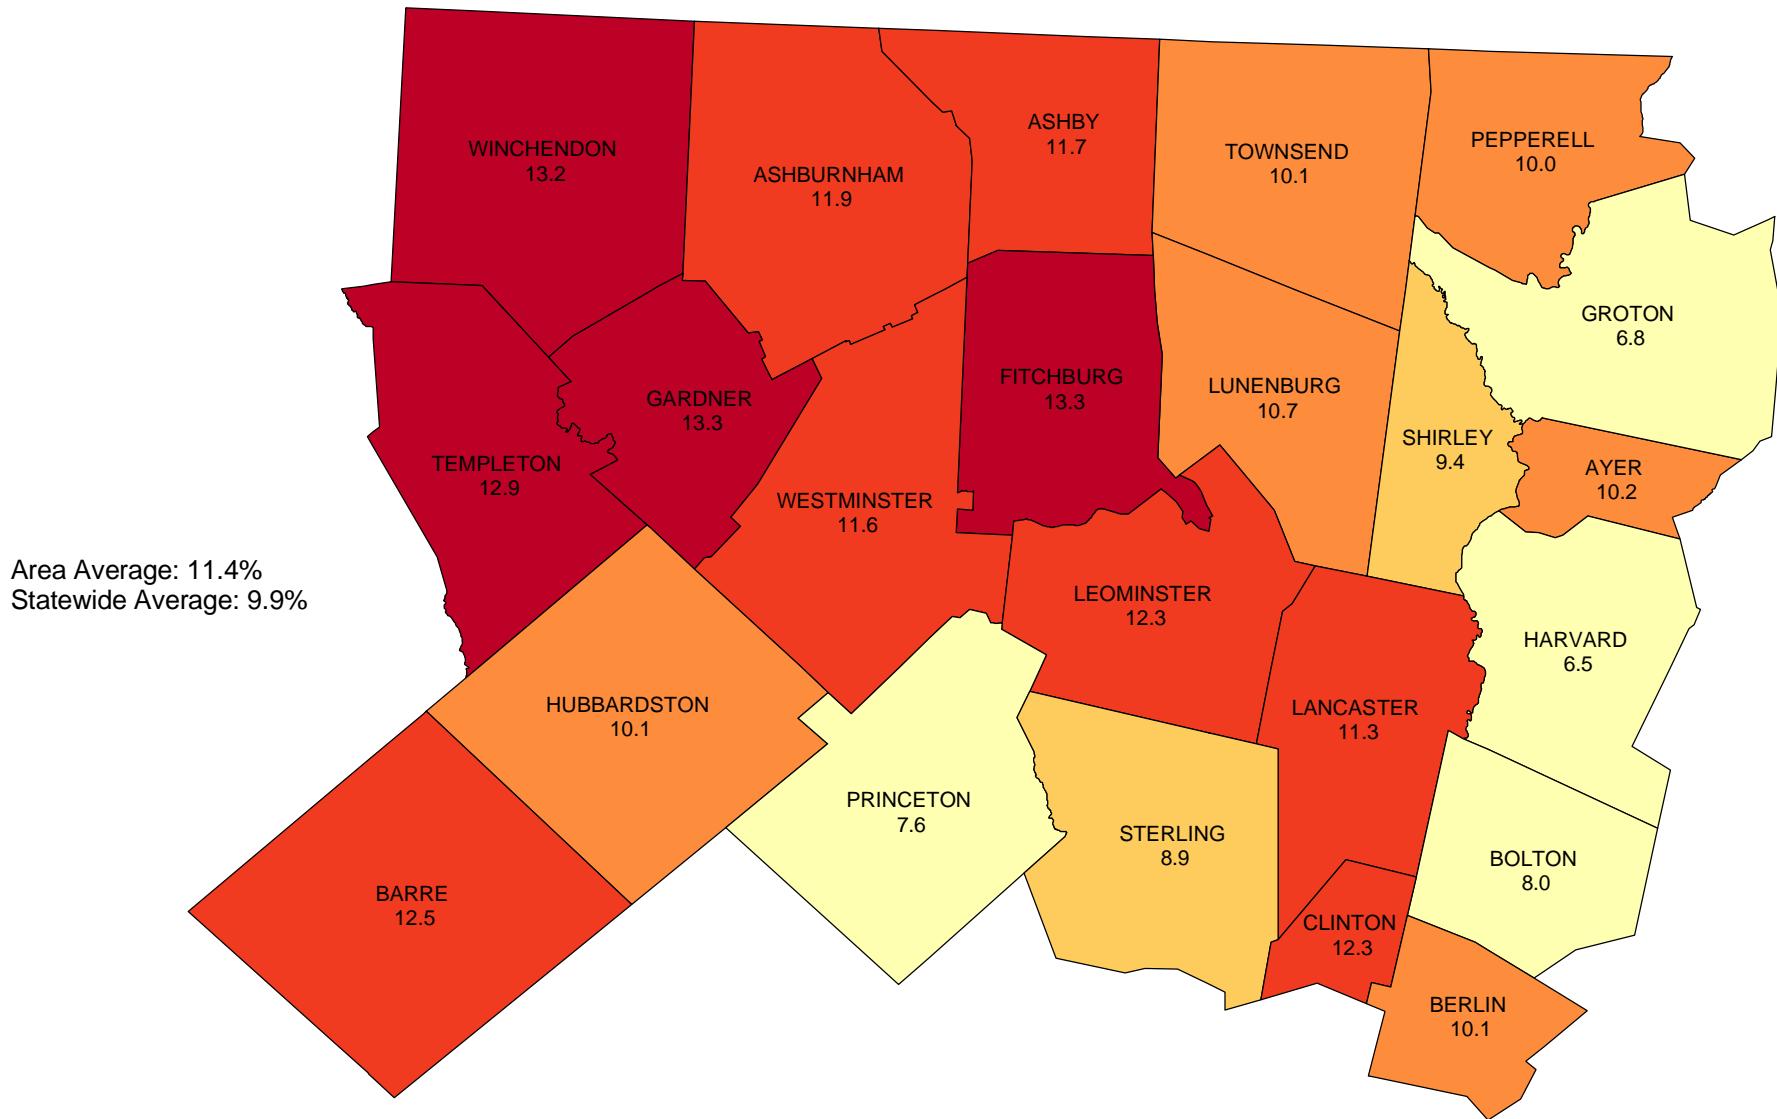 ASHBY
11.7
WINCHENDON
13.2
ASHBURNHAM
11.9
TOWNSEND
10.1
PEPPERELL
10.0
GROTON
6.8
FITCHBURG
13.3
LUNENBURG
10.7
GARDNER
13.3
SHIRLEY
9.4
TEMPLETON
12.9
AYER
10.2
WESTMINSTER
11.6
Area Average: 11.4%
Statewide Average: 9.9%
LEOMINSTER
12.3
HARVARD
6.5
HUBBARDSTON
10.1
LANCASTER
11.3
PRINCETON
7.6
STERLING
8.9
BOLTON
8.0
BARRE
12.5
CLINTON
12.3
BERLIN
10.1